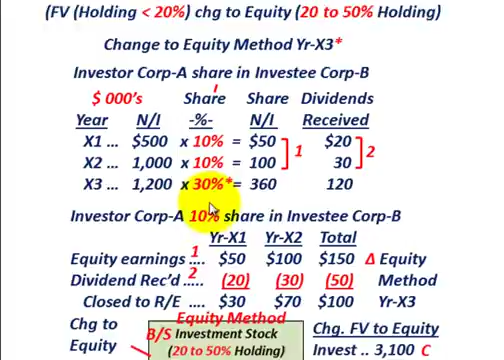 (FV (Holding < 20%) chg to Equity (20 to 50% Holding)
Change to Equity Method Yr-X3*
Investor Corp-A share in Investee Corp-B
$ 000's Share Share Dividends
Year N/I -%- N/I Received
X1 ... $500 x 10% = $50 ] 1 $20 ] 2
X2 ... 1,000 x 10% = 100 30
X3 ... 1,200 x 30%*= 360 120
Investor Corp-A 10% share in Investee Corp-B
Yr-X1 Yr-X2 Total
Equity earnings 1 .... $50 $100 $150 Δ Equity
Dividend Rec'd 2 ..... (20) (30) (50) Method
Closed to R/E ... $30 $70 $100 Yr-X3
Equity Method
Chg to B/S Investment Stock Chg. FV to Equity
Equity (20 to 50% Holding) Invest .. 3,100 C